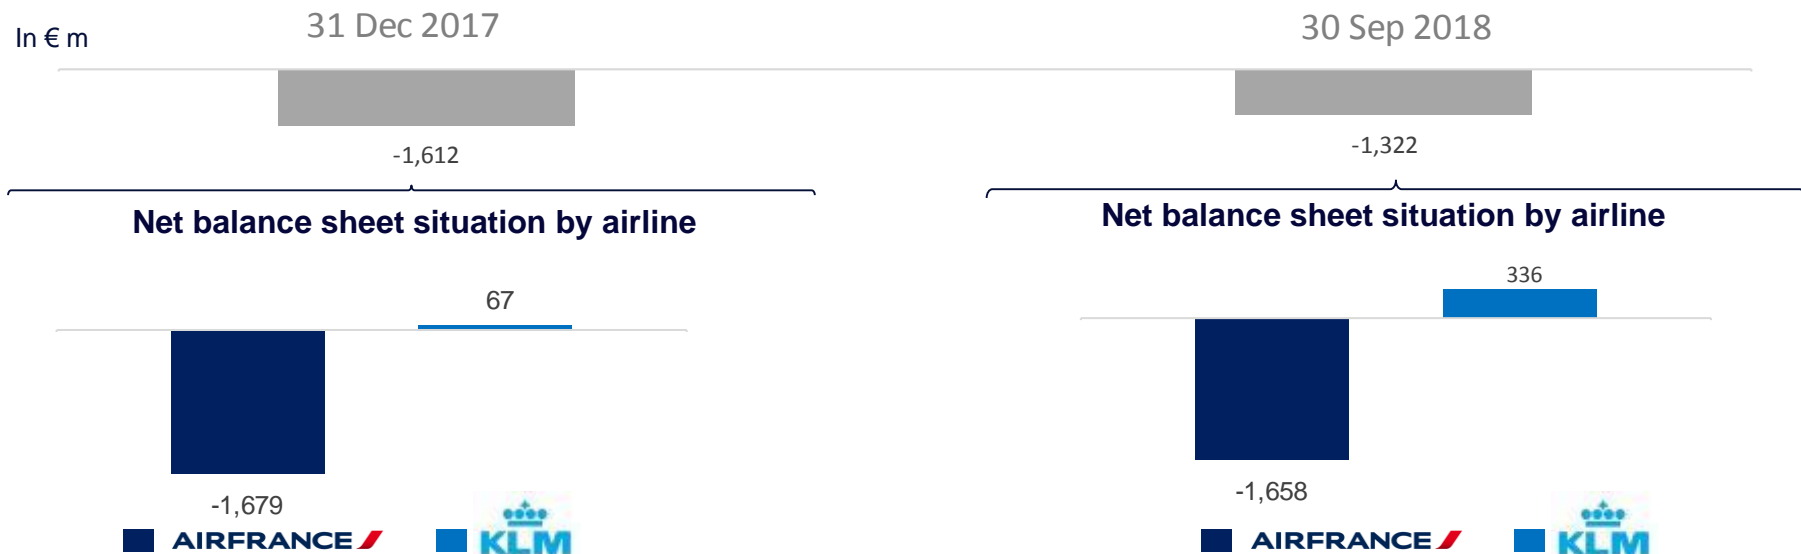 In € m
31 Dec 2017
30 Sep 2018
-1,612
-1,322
Net balance sheet situation by airline
Net balance sheet situation by airline
67
336
-1,679
-1,658
AIRFRANCE
KLM
AIRFRANCE
KLM